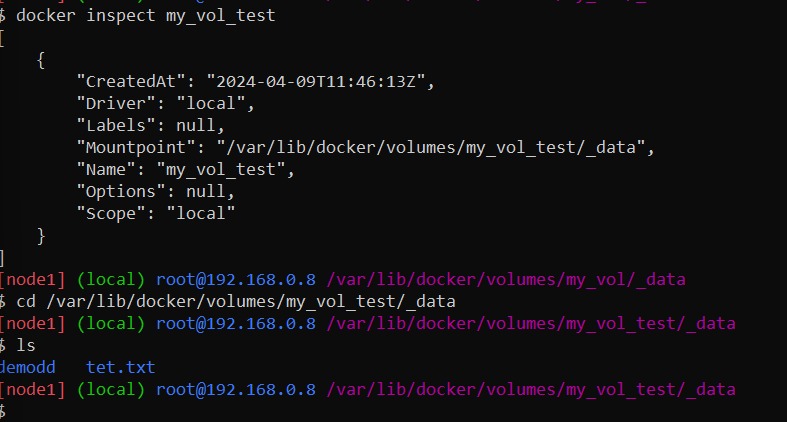 $ docker inspect my_vol_test
[
    {
        "CreatedAt": "2024-04-09T11:46:13Z",
        "Driver": "local",
        "Labels": null,
        "Mountpoint": "/var/lib/docker/volumes/my_vol_test/_data",
        "Name": "my_vol_test",
        "Options": null,
        "Scope": "local"
    }
]
[node1] (local) root@192.168.0.8 /var/lib/docker/volumes/my_vol/_data
$ cd /var/lib/docker/volumes/my_vol_test/_data
[node1] (local) root@192.168.0.8 /var/lib/docker/volumes/my_vol_test/_data
$ ls
demodd   tet.txt
[node1] (local) root@192.168.0.8 /var/lib/docker/volumes/my_vol_test/_data
$